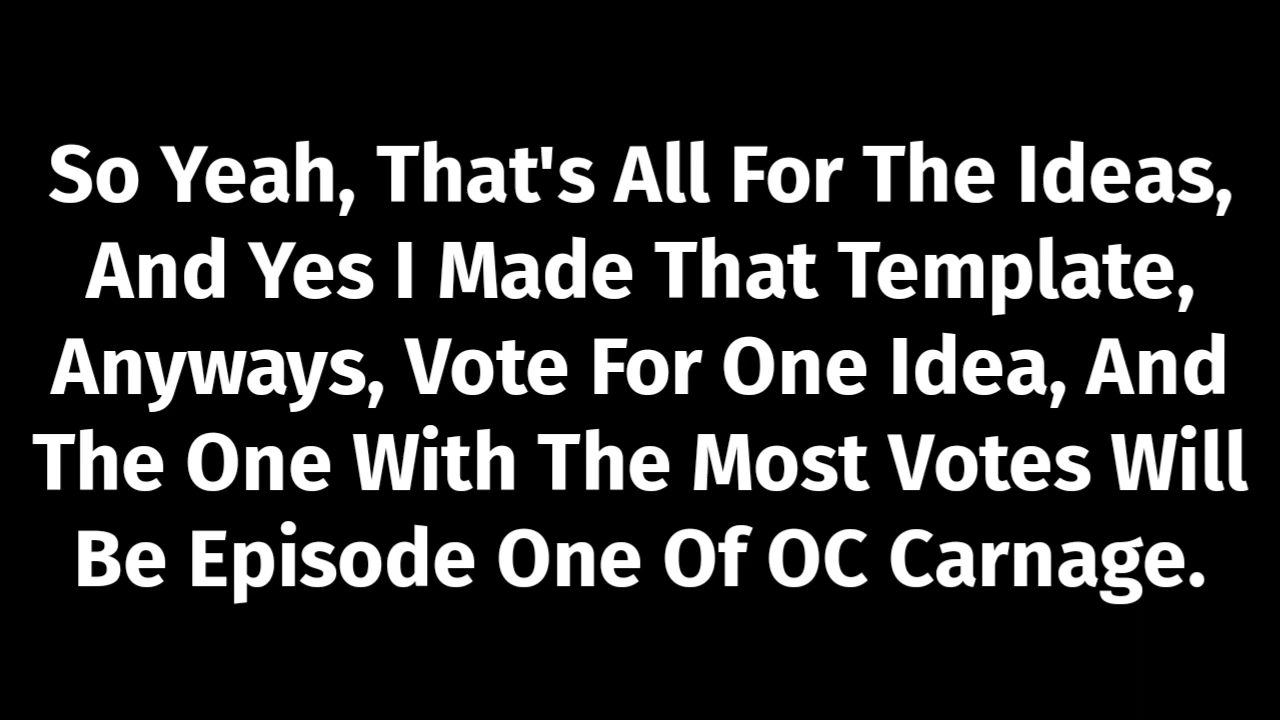 So Yeah, That's All For The Ideas,
And Yes I Made That Template,
Anyways, Vote For One Idea, And
The One With The Most Votes Will
Be Episode One Of OC Carnage.